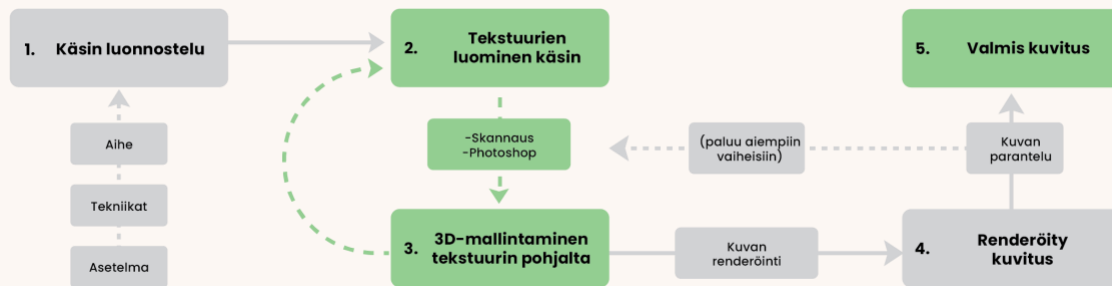 1. Käsin luonnostelu
Aihe
Tekniikat
Asetelma
2. Tekstuurien
luominen käsin
-Skannaus
-Photoshop
3. 3D-mallintaminen
tekstuurin pohjalta
Kuvan
renderöinti
4. Renderöity
kuvitus
Kuvan
parantelu
(paluu aiempiin
vaiheisiin)
5. Valmis kuvitus